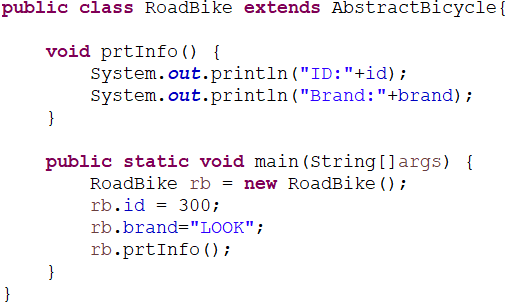 public class RoadBike extends AbstractBicycle{
void prtInfo() {
System.out.println("ID:"+id);
System.out.println("Brand:"+brand);
}
public static void main(String[]args) {
RoadBike rb = new RoadBike();
rb.id = 300;
rb.brand="LOOK";
rb.prtInfo();
}
}